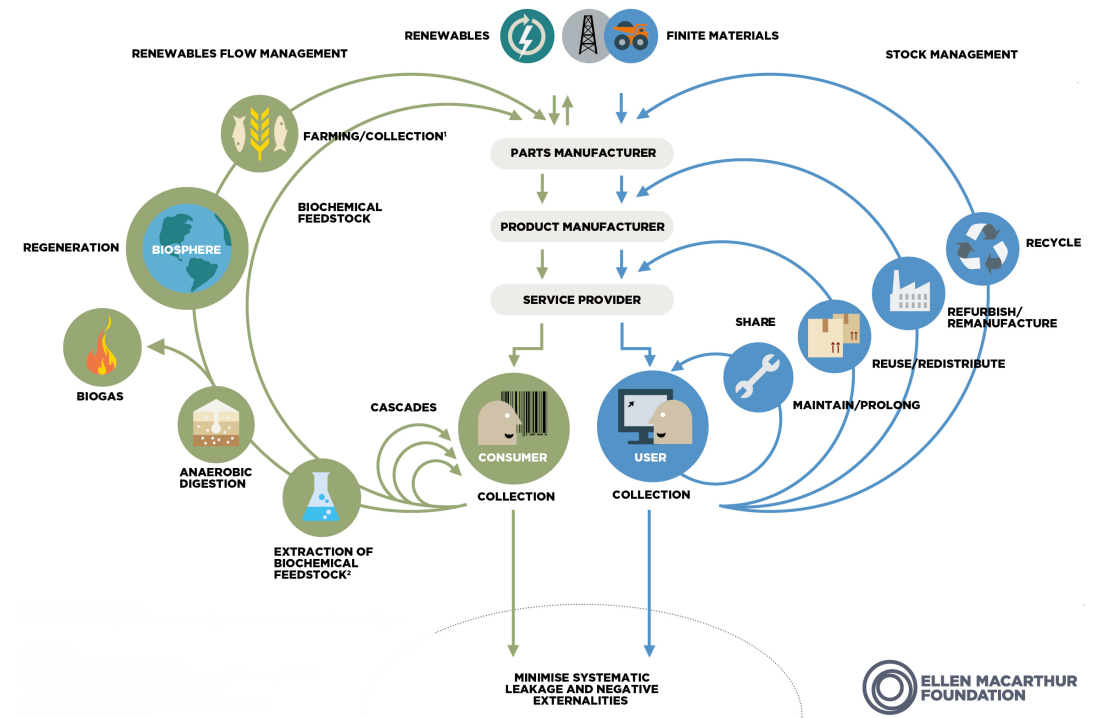 RENEWABLES
FINITE MATERIALS
RENEWABLES FLOW MANAGEMENT
STOCK MANAGEMENT
FARMING/COLLECTION¹
PARTS MANUFACTURER
BIOCHEMICAL
FEEDSTOCK
PRODUCT MANUFACTURER
REGENERATION
BIOSPHERE
RECYCLE
SERVICE PROVIDER
REFURBISH/
REMANUFACTURE
SHARE
REUSE/REDISTRIBUTE
BIOGAS
MAINTAIN/PROLONG
CASCADES
CONSUMER
USER
ANAEROBIC
DIGESTION
COLLECTION
COLLECTION
EXTRACTION OF
BIOCHEMICAL
FEEDSTOCK²
MINIMISE SYSTEMATIC
LEAKAGE AND NEGATIVE
EXTERNALITIES
ELLEN MACARTHUR
FOUNDATION